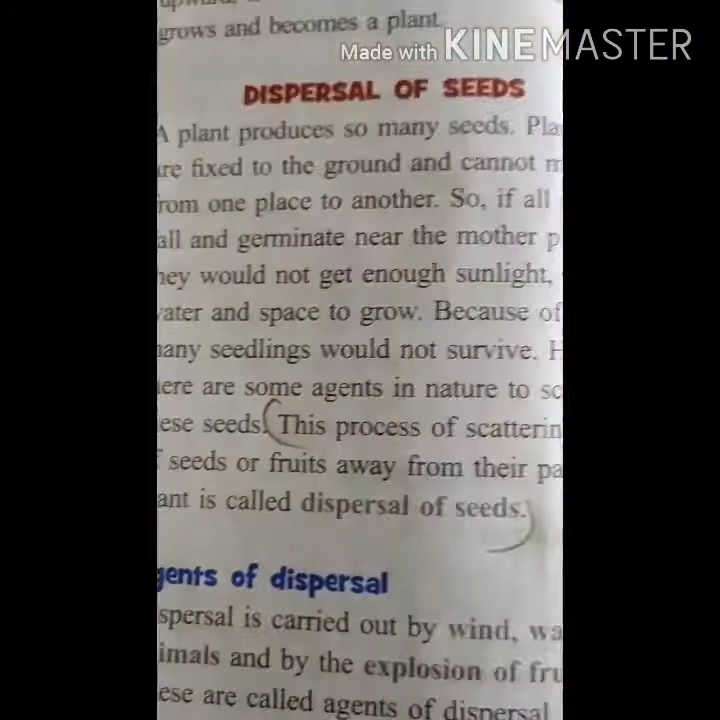 grows and becomes a plant.
Made with KINEMASTER
DISPERSAL OF SEEDS
A plant produces so many seeds. Pla
are fixed to the ground and cannot m
from one place to another. So, if all
all and germinate near the mother p
hey would not get enough sunlight,
vater and space to grow. Because of
nany seedlings would not survive. H
ere are some agents in nature to sc
ese seeds. This process of scatterin
f seeds or fruits away from their pa
ant is called dispersal of seeds.
gents of dispersal
spersal is carried out by wind, wa
imals and by the explosion of fru
ese are called agents of dispersal